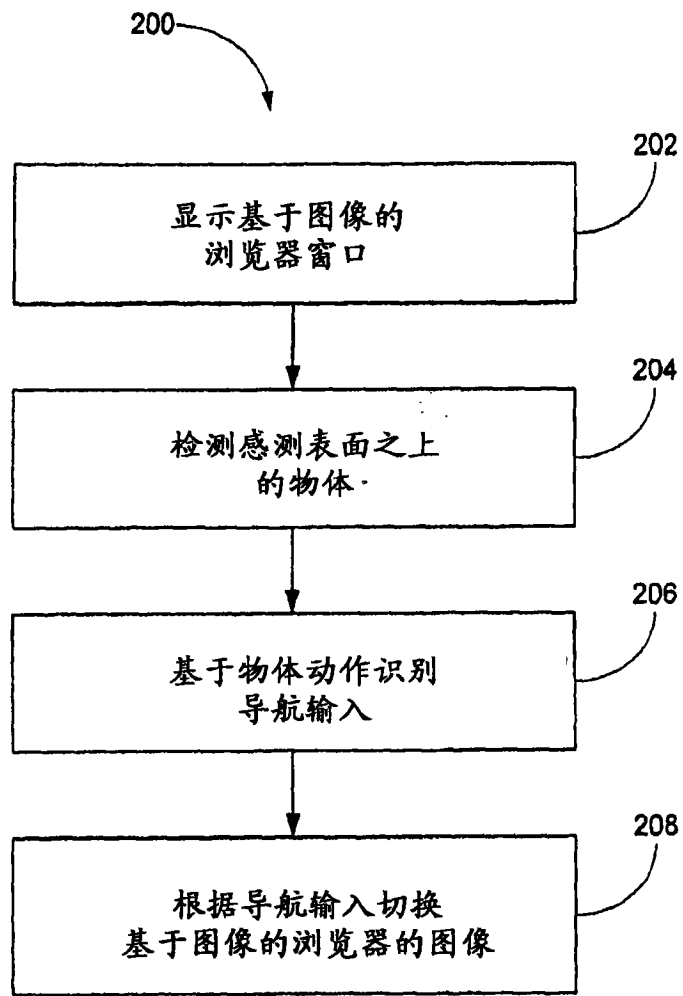 200
202
显示基于图像的
浏览器窗口
204
检测感测表面之上
的物体
206
基于物体动作识别
导航输入
208
根据导航输入切换
基于图像的浏览器的图像